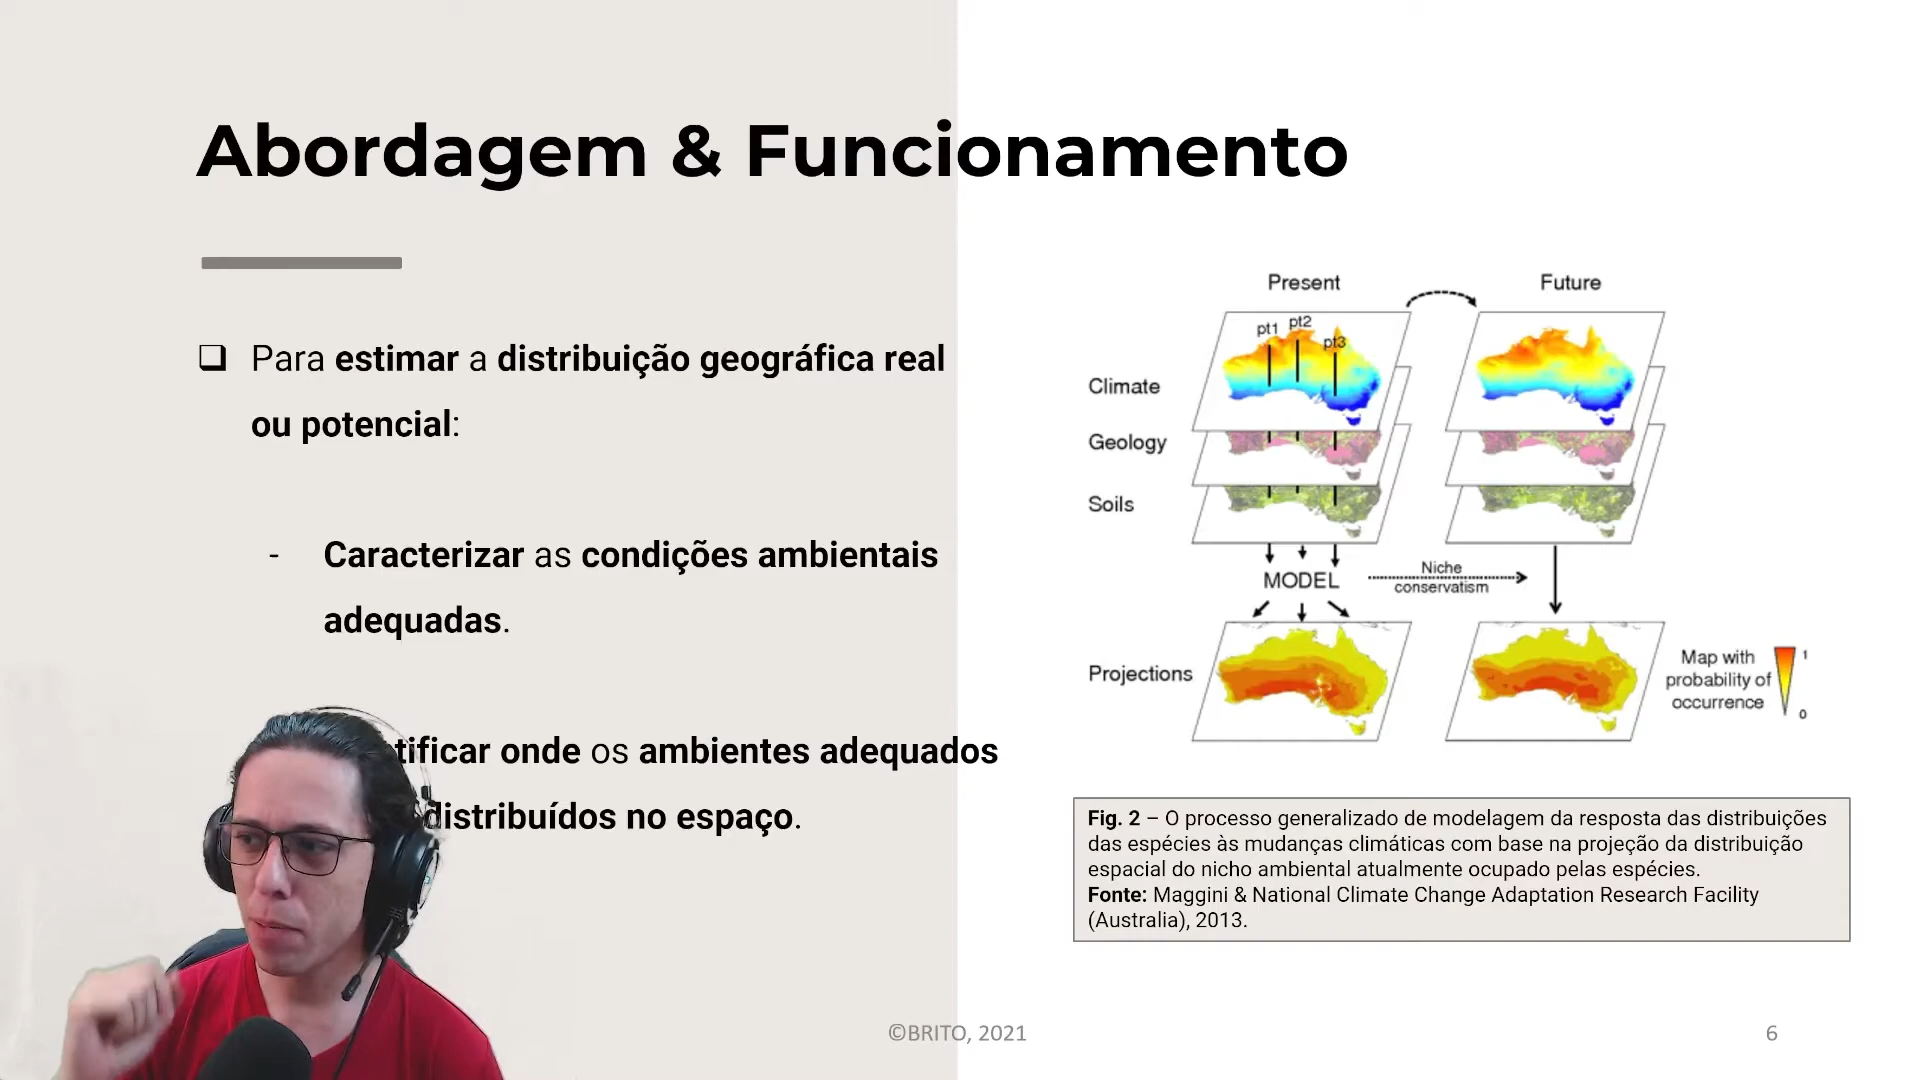 Abordagem & Funcionamento
❑ Para estimar a distribuição geográfica real
ou potencial:
- Caracterizar as condições ambientais
adequadas.
ambientes adequados
onde os
distribuídos no espaço.
Present
Future
pt1 pt2
pt3
Climate
Geology
Soils
MODEL
Niche
conservatism
Projections
Map with
probability of
occurrence
1
0
Fig. 2 – O processo generalizado de modelagem da resposta das distribuições
das espécies às mudanças climáticas com base na projeção da distribuição
espacial do nicho ambiental atualmente ocupado pelas espécies.
Fonte: Maggini & National Climate Change Adaptation Research Facility
(Australia), 2013.
©BRITO, 2021
6